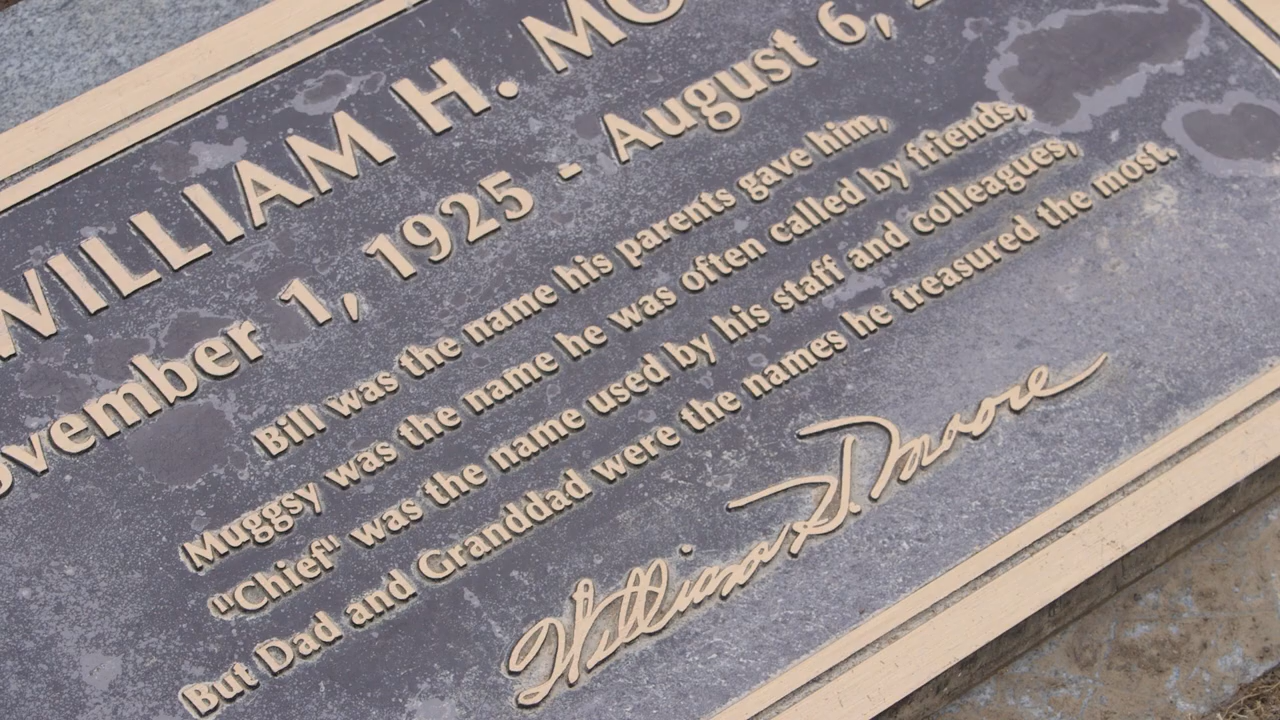 WILLIAM H. MO
ovember 1, 1925 - August 6,
Bill was the name his parents gave him,
Muggsy was the name he was often called by friends,
"Chief" was the name used by his staff and colleagues,
But Dad and Granddad were the names he treasured the most.
William H. Moore